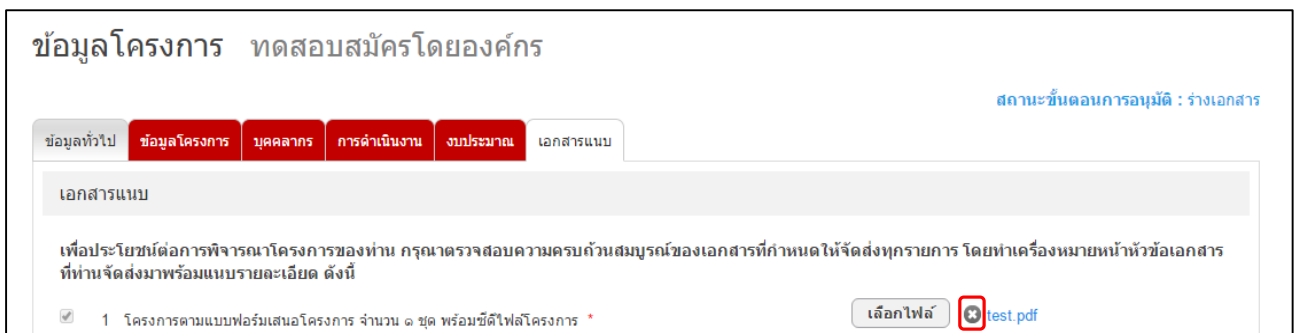 ข้อมูลโครงการ ทดสอบสมัครโดยองค์กร
สถานะขั้นตอนการอนุมัติ : ร่างเอกสาร
ข้อมูลทั่วไป ข้อมูลโครงการ บุคคลากร การดำเนินงาน งบประมาณ เอกสารแนบ
เอกสารแนบ
เพื่อประโยชน์ต่อการพิจารณาโครงการของท่าน กรุณาตรวจสอบความครบถ้วนสมบูรณ์ของเอกสารที่กำหนดให้จัดส่งทุกรายการ โดยทำเครื่องหมายหน้าหัวข้อเอกสาร
ที่ท่านจัดส่งมาพร้อมแบบรายละเอียด ดังนี้
1 โครงการตามแบบฟอร์มเสนอโครงการ จำนวน ๑ ชุด พร้อมซีดีไฟล์โครงการ * เลือกไฟล์ test.pdf